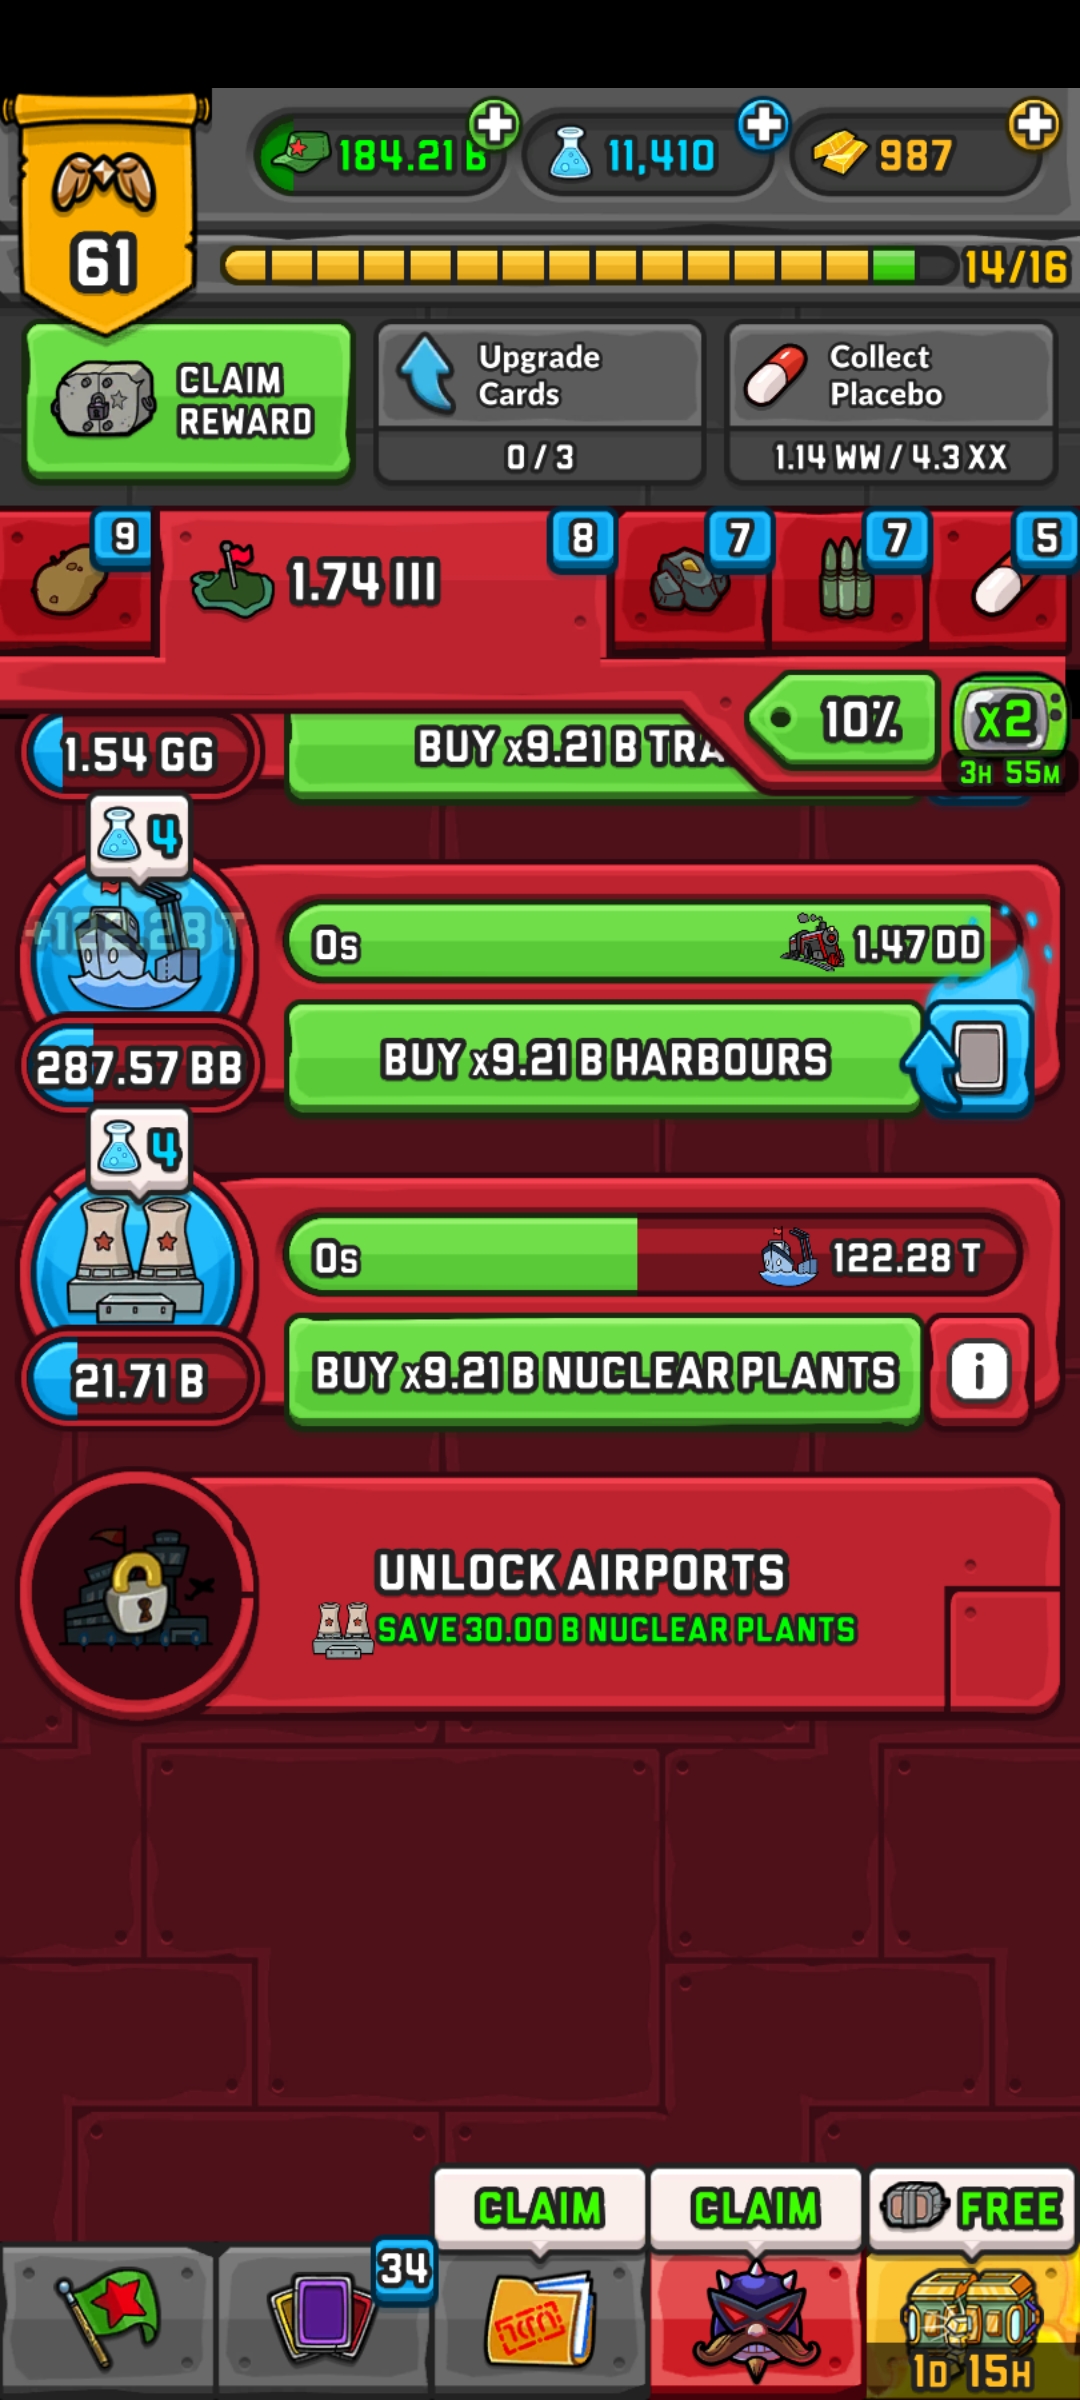 184.21 B
11,410
987
61
14/16
CLAIM
REWARD
Upgrade
Cards
0 / 3
Collect
Placebo
1.14 WW / 4.3 XX
9
1.74 III
8
7
7
5
10%
x2
3H 55M
1.54 GG
BUY x9.21 B TRA
4
+122.28 T
0s
1.47 DD
287.57 BB
BUY x9.21 B HARBOURS
4
0s
122.28 T
21.71 B
BUY x9.21 B NUCLEAR PLANTS
i
UNLOCK AIRPORTS
SAVE 30.00 B NUCLEAR PLANTS
CLAIM
CLAIM
FREE
34
1D 15H